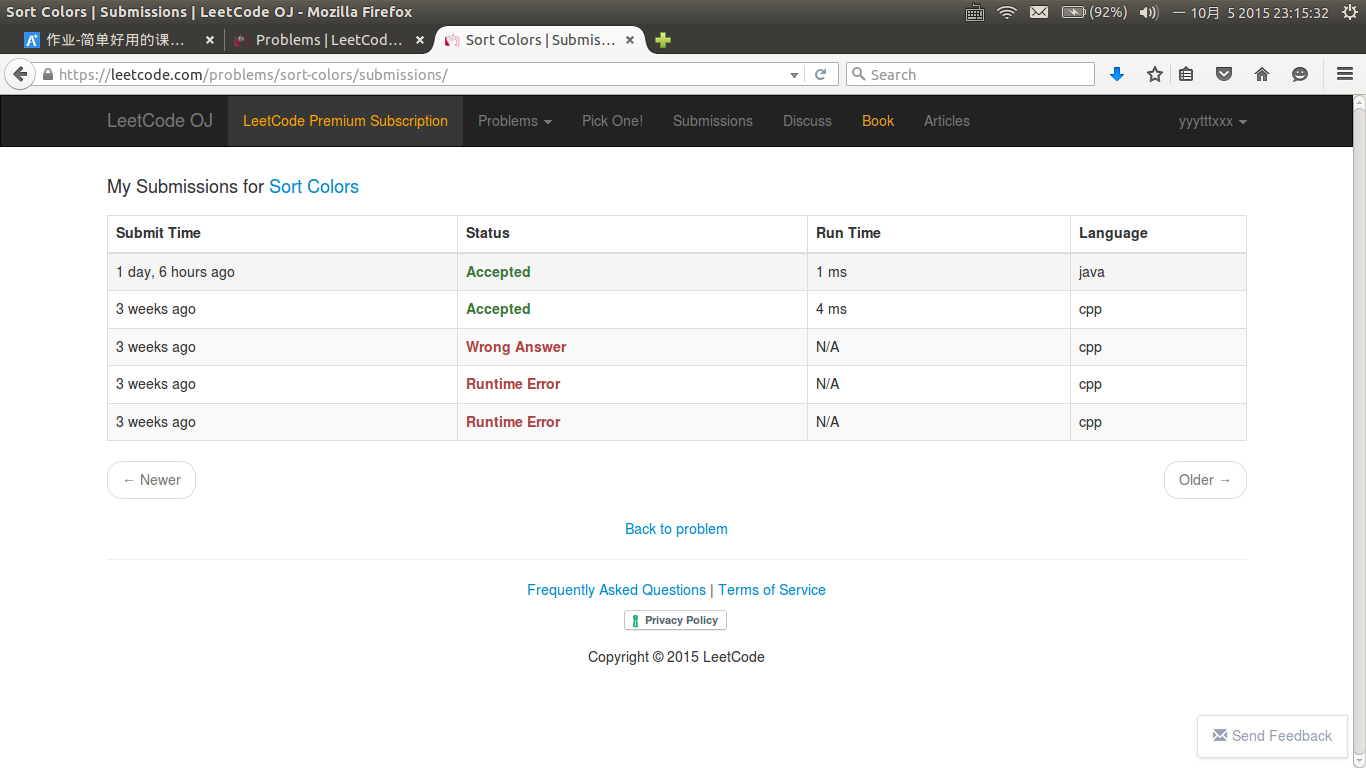 Sort Colors | Submissions | LeetCode OJ - Mozilla Firefox (92%) 一 10月 5 2015 23:15:32
作业-简单好用的课... × Problems | LeetCod... × Sort Colors | Submis... ×
https://leetcode.com/problems/sort-colors/submissions/ Search
LeetCode OJ LeetCode Premium Subscription Problems Pick One! Submissions Discuss Book Articles yyytttxxx
My Submissions for Sort Colors
Submit Time Status Run Time Language
1 day, 6 hours ago Accepted 1 ms java
3 weeks ago Accepted 4 ms cpp
3 weeks ago Wrong Answer N/A cpp
3 weeks ago Runtime Error N/A cpp
3 weeks ago Runtime Error N/A cpp
← Newer Older →
Back to problem
Frequently Asked Questions | Terms of Service
Privacy Policy
Copyright © 2015 LeetCode
Send Feedback